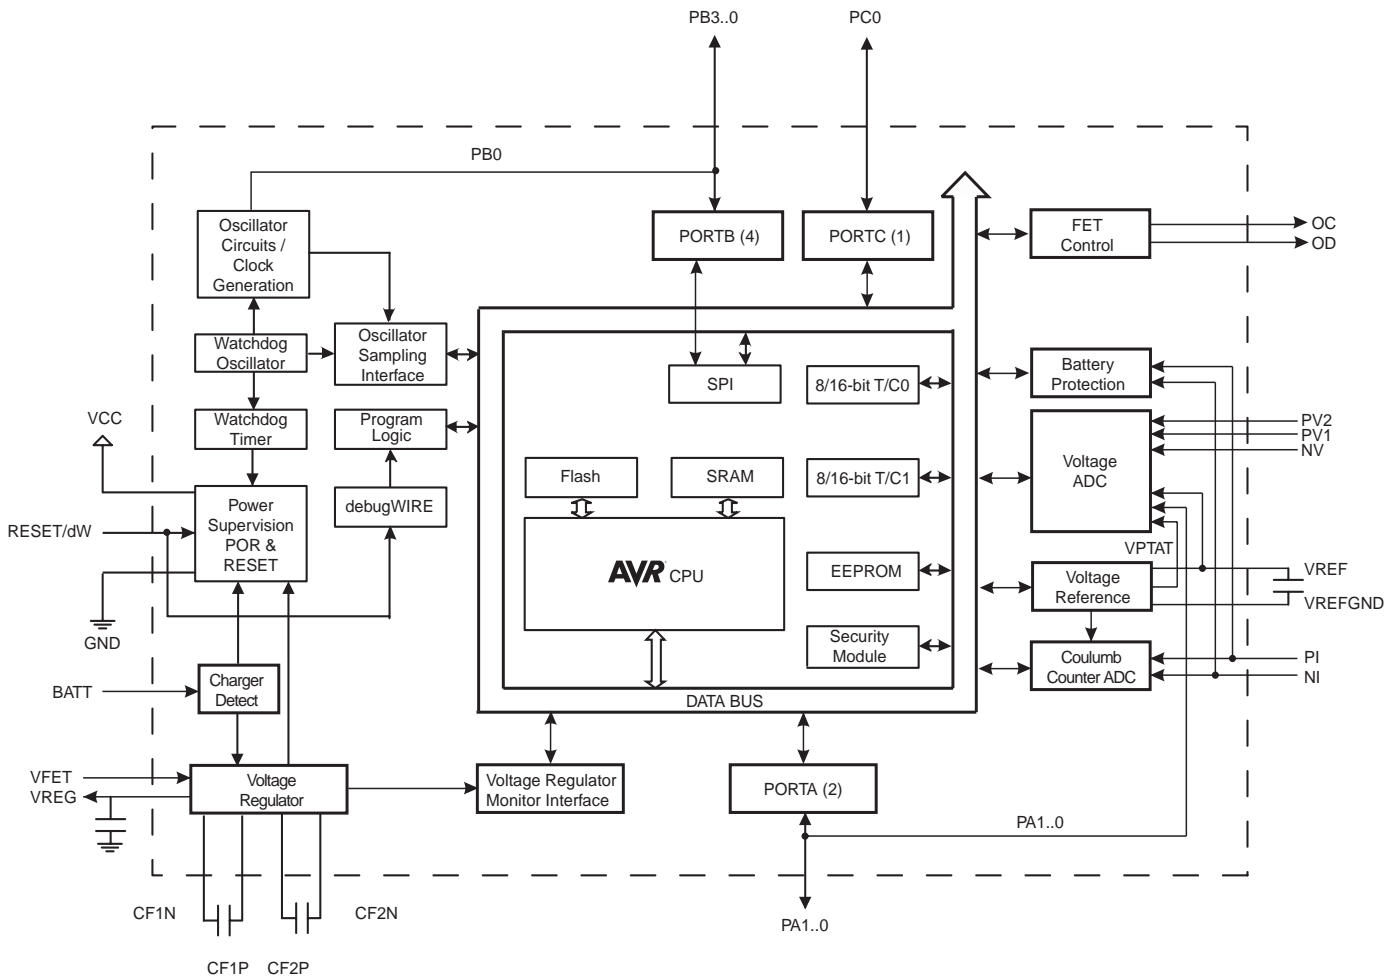 PB3..0
PC0
PB0
Oscillator
Circuits /
Clock
Generation
PORTB (4)
PORTC (1)
FET
Control
OC
OD
Watchdog
Oscillator
Oscillator
Sampling
Interface
SPI
8/16-bit T/C0
Battery
Protection
VCC
Watchdog
Timer
Program
Logic
PV2
PV1
NV
Voltage
ADC
Flash
SRAM
8/16-bit T/C1
Power
Supervision
POR &
RESET
debugWIRE
RESET/dW
VPTAT
AVR CPU
EEPROM
Voltage
Reference
VREF
VREFGND
GND
Security
Module
Coulumb
Counter ADC
PI
NI
BATT
Charger
Detect
DATA BUS
VFET
VREG
Voltage
Regulator
Voltage Regulator
Monitor Interface
PORTA (2)
PA1..0
CF1N
CF2N
PA1..0
CF1P
CF2P